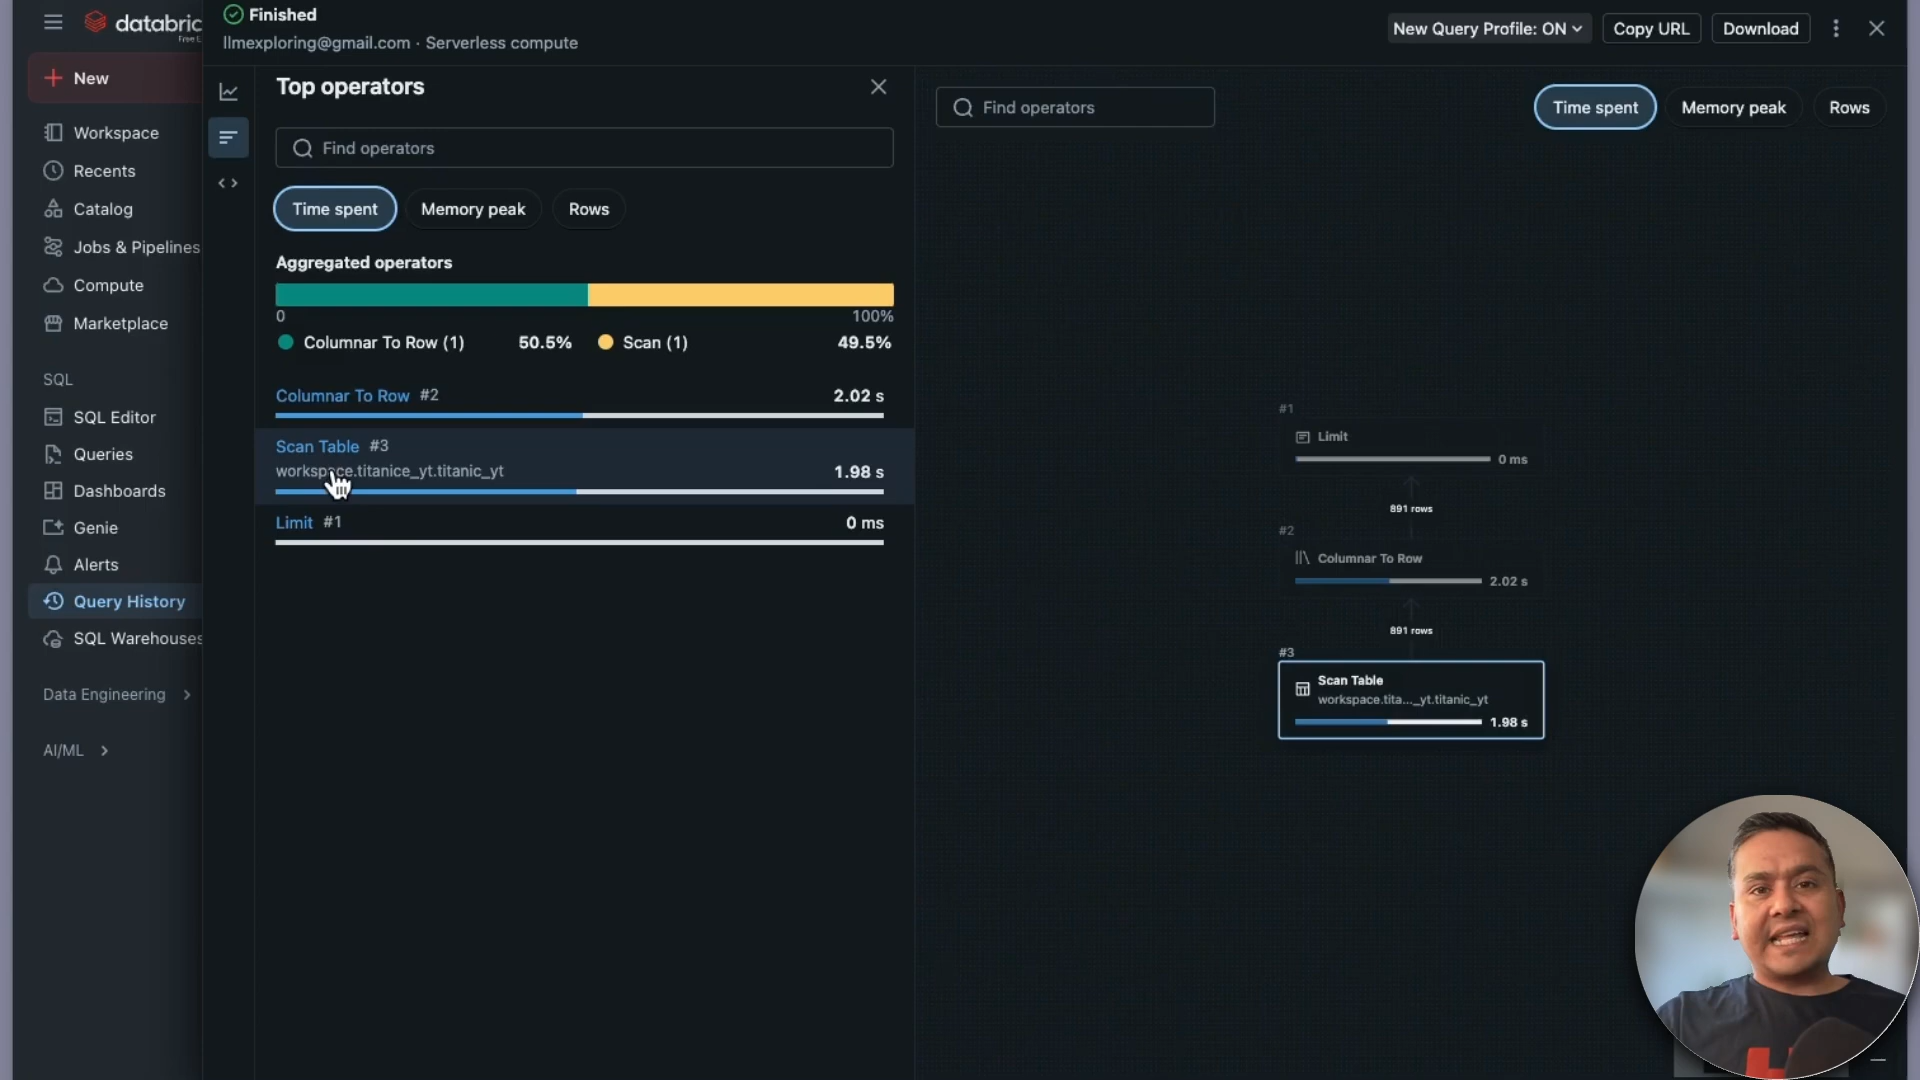 databric
Free E
New
Workspace
Recents
Catalog
Jobs & Pipelines
Compute
Marketplace
SQL
SQL Editor
Queries
Dashboards
Genie
Alerts
Query History
SQL Warehouses
Data Engineering
AI/ML
Finished
llmexploring@gmail.com · Serverless compute
New Query Profile: ON
Copy URL
Download
Top operators
Find operators
Time spent
Memory peak
Rows
Aggregated operators
0
100%
Columnar To Row (1) 50.5%
Scan (1) 49.5%
Columnar To Row #2
2.02 s
Scan Table #3
workspace.titanice_yt.titanic_yt
1.98 s
Limit #1
0 ms
Find operators
Time spent
Memory peak
Rows
#1
Limit
0 ms
891 rows
#2
Columnar To Row
2.02 s
891 rows
#3
Scan Table
workspace.tita..._yt.titanic_yt
1.98 s